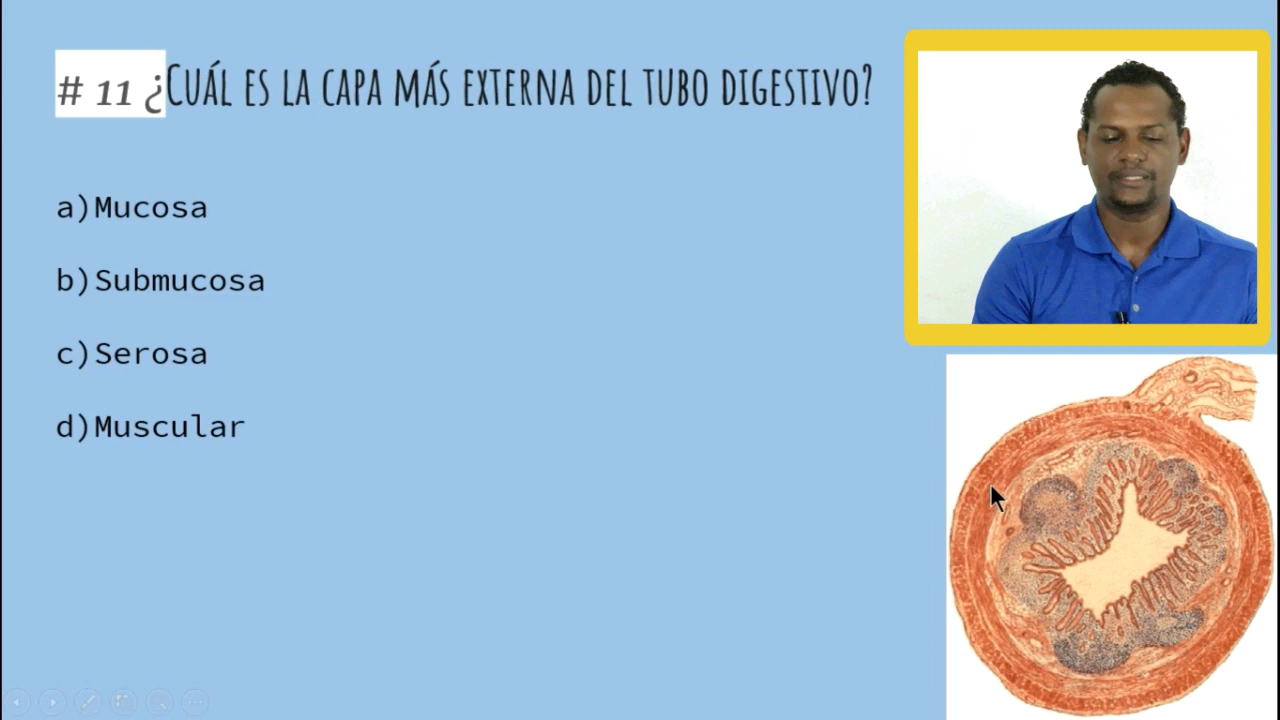 # 11 ¿Cuál es la capa más externa del tubo digestivo?
a)Mucosa
b)Submucosa
c)Serosa
d)Muscular